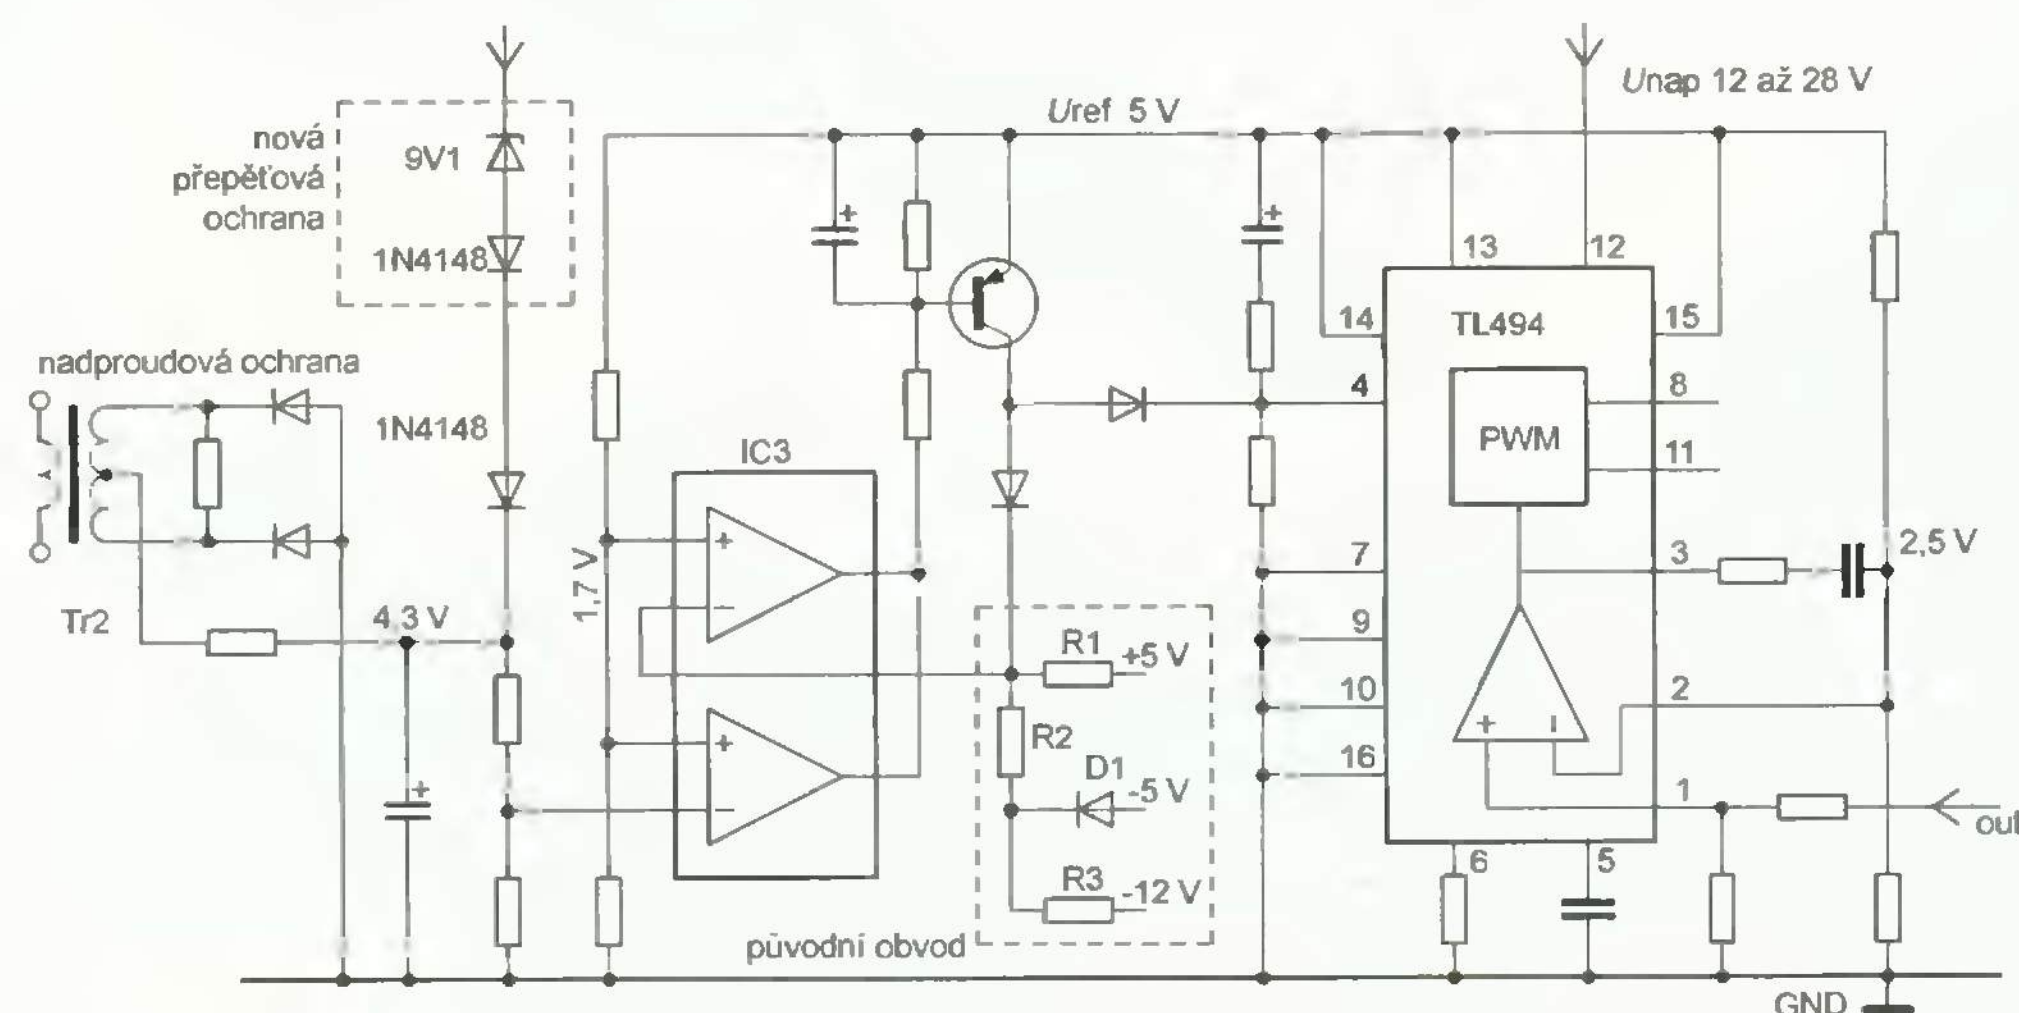 Unap 12 až 28 V
Uref 5 V
nová
přepěťová
ochrana
9V1
1N4148
nadproudová ochrana
1N4148
Tr2
4,3 V
1,7 V
IC3
+
-
+
-
+
+
+
R1
+5 V
R2
D1
-5 V
R3
-12 V
původní obvod
13
12
14
TL494
15
4
8
PWM
11
7
3
2,5 V
9
10
2
16
+
-
1
6
5
out
GND